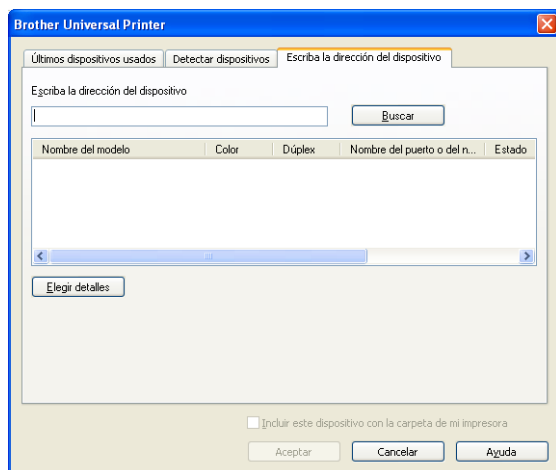 Brother Universal Printer
Últimos dispositivos usados Detectar dispositivos Escriba la dirección del dispositivo
Escriba la dirección del dispositivo
Buscar
Nombre del modelo Color Dúplex Nombre del puerto o del n... Estado
Elegir detalles
Incluir este dispositivo con la carpeta de mi impresora
Aceptar Cancelar Ayuda